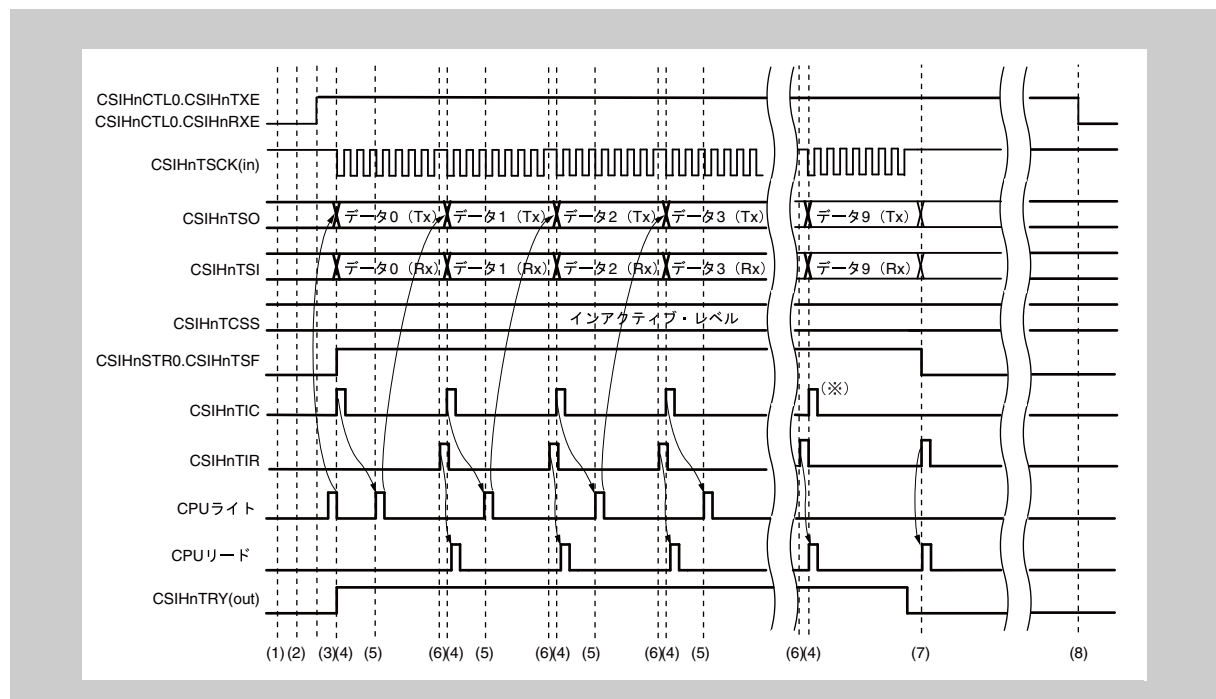 CSIHnCTL0.CSIHnTXE
CSIHnCTL0.CSIHnRXE
CSIHnTSCK(in)
CSIHnTSO
データ0（Tx）
データ1（Tx）
データ2（Tx）
データ3（Tx）
データ9（Tx）
CSIHnTSI
データ0（Rx）
データ1（Rx）
データ2（Rx）
データ3（Rx）
データ9（Rx）
CSIHnTCSS
インアクティブ・レベル
CSIHnSTR0.CSIHnTSF
CSIHnTIC
（※）
CSIHnTIR
CPUライト
CPUリード
CSIHnTRY(out)
(1)(2) (3)(4) (5) (6)(4) (5) (6)(4) (5) (6)(4) (5) (6)(4) (7) (8)